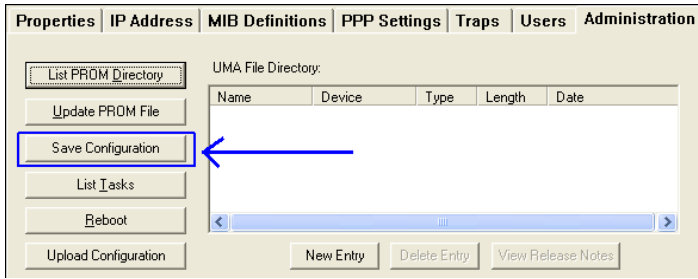 Properties IP Address MIB Definitions PPP Settings Traps Users Administration
List PROM Directory
Update PROM File
Save Configuration
List Tasks
Reboot
Upload Configuration
UMA File Directory:
Name Device Type Length Date
New Entry Delete Entry View Release Notes